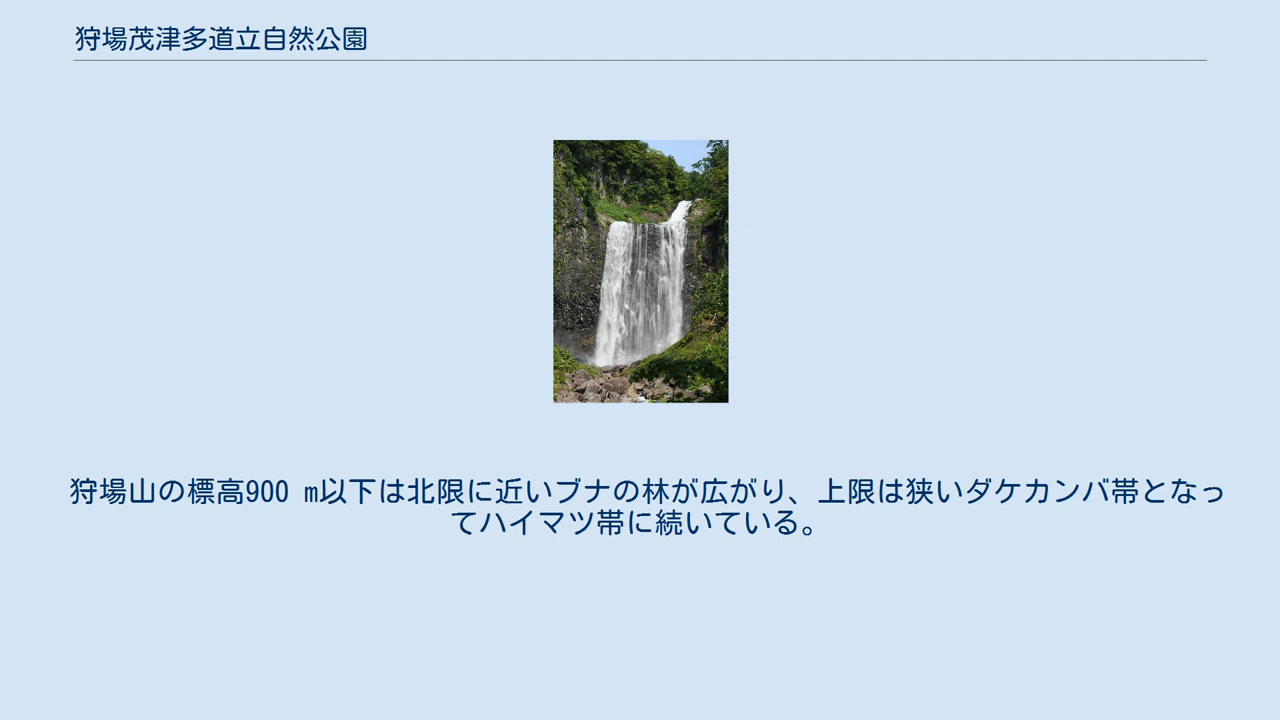 狩場茂津多道立自然公園
狩場山の標高900 m以下は北限に近いブナの林が広がり、上限は狭いダケカンバ帯となっ
てハイマツ帯に続いている。